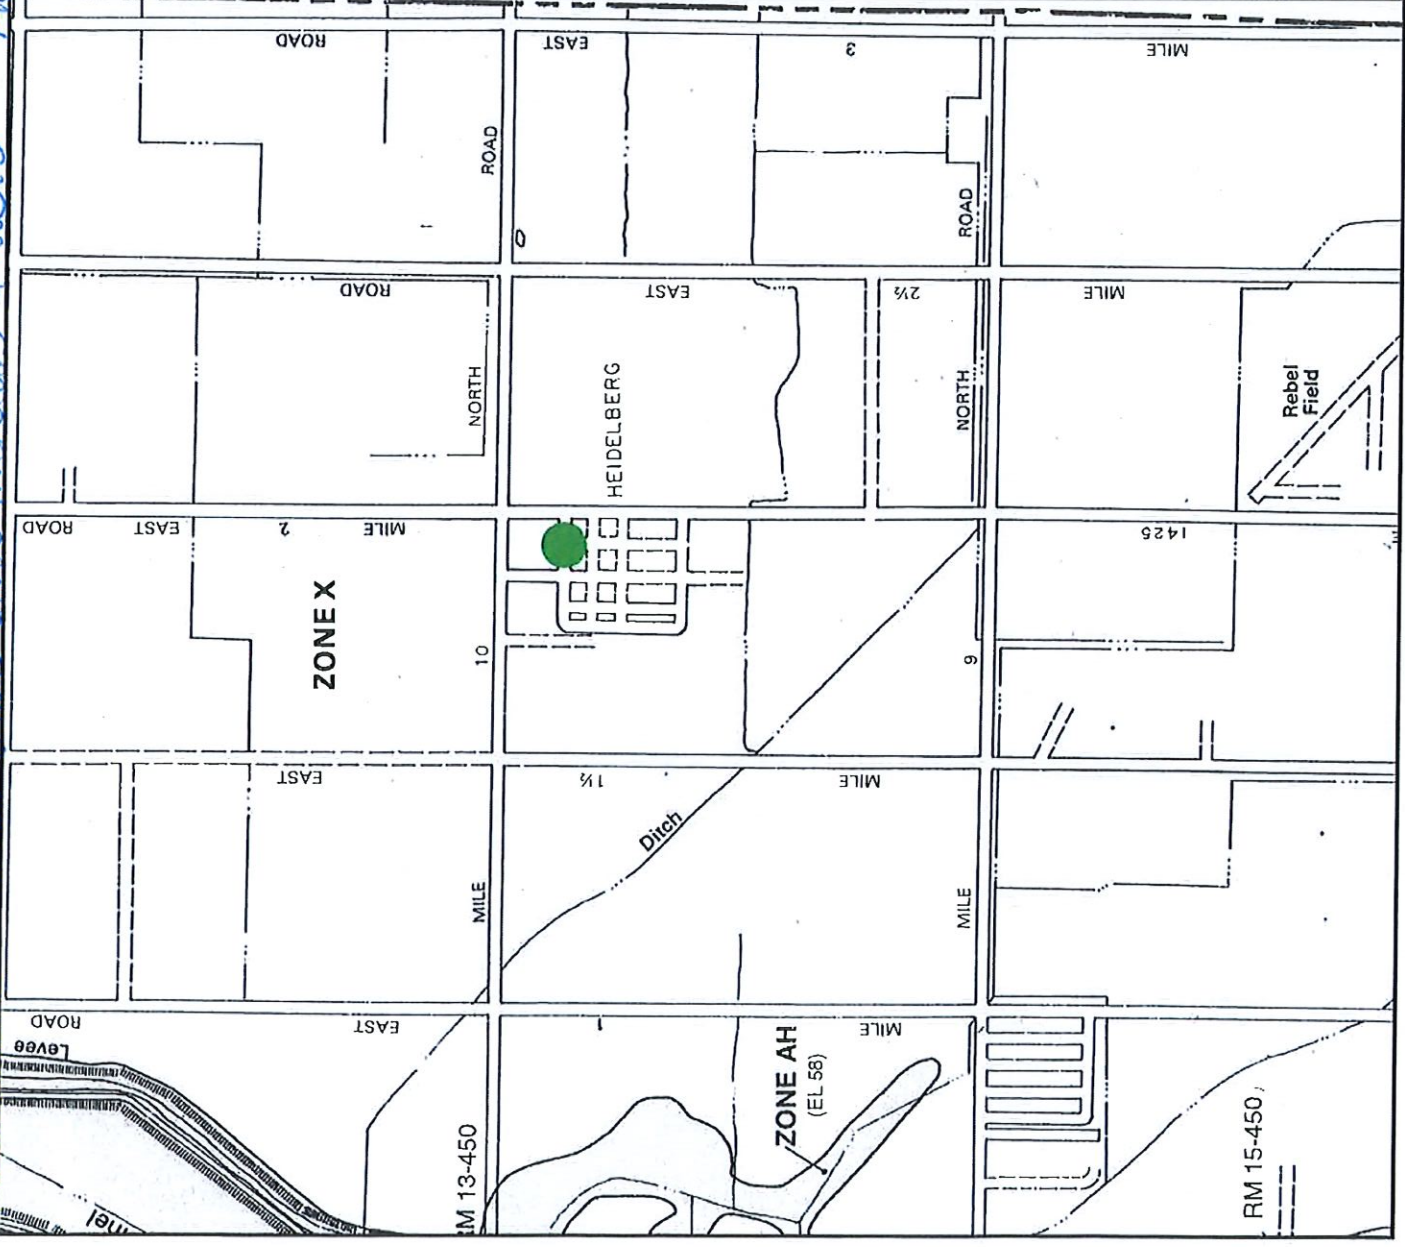 ROAD
EAST
3
MILE
ROAD
ROAD
ROAD
EAST
2½
MILE
NORTH
HEIDELBERG
NORTH
Rebel
Field
ROAD
EAST
2
MILE
1425
ZONE X
10
9
EAST
1½
MILE
Ditch
MILE
MILE
ROAD
EAST
1
MILE
Levee
ZONE AH
(EL 58)
RM 13-450
RM 15-450